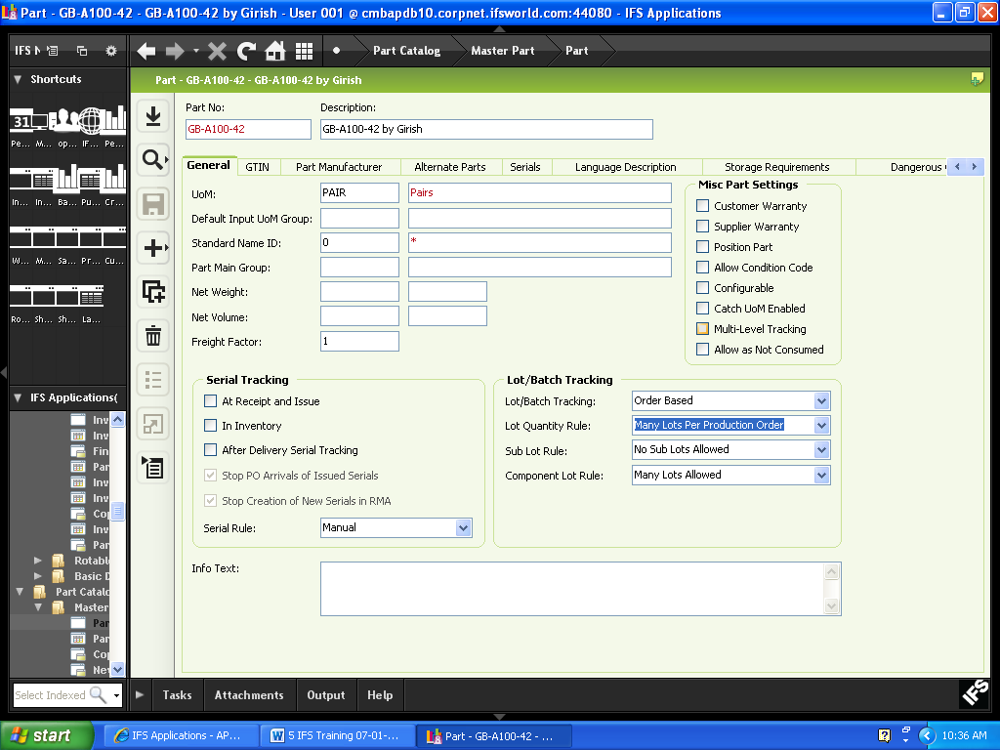 Part - GB-A100-42 - GB-A100-42 by Girish - User 001 @ cmbapdb10.corpnet.ifsworld.com:44080 - IFS Applications
IFS
Part Catalog
Master Part
Part
Shortcuts
Part - GB-A100-42 - GB-A100-42 by Girish
31
Pe... M... op... IF... Pe...
In... In... Ba... Pu... Cr...
W... M... Sa... Pr... Cu...
Ro... Sh... Sh... La...
IFS Applications(
Inv
Inv
Fin
Par
Inv
Inv
Cop
Inv
Par
Rotabl
Basic D
Part Catalo
Master
Par
Par
Cop
New
Select Indexed
Part No:
Description:
GB-A100-42
GB-A100-42 by Girish
General
GTIN
Part Manufacturer
Alternate Parts
Serials
Language Description
Storage Requirements
Dangerous
UoM:
PAIR
Pairs
Default Input UoM Group:
Standard Name ID:
0
*
Part Main Group:
Net Weight:
Net Volume:
Freight Factor:
1
Misc Part Settings
Customer Warranty
Supplier Warranty
Position Part
Allow Condition Code
Configurable
Catch UoM Enabled
Multi-Level Tracking
Allow as Not Consumed
Serial Tracking
At Receipt and Issue
In Inventory
After Delivery Serial Tracking
Stop PO Arrivals of Issued Serials
Stop Creation of New Serials in RMA
Serial Rule:
Manual
Lot/Batch Tracking
Lot/Batch Tracking:
Order Based
Lot Quantity Rule:
Many Lots Per Production Order
Sub Lot Rule:
No Sub Lots Allowed
Component Lot Rule:
Many Lots Allowed
Info Text:
Tasks
Attachments
Output
Help
IFS
start
IFS Applications - AP...
5 IFS Training 07-01-...
Part - GB-A100-42 - ...
10:36 AM